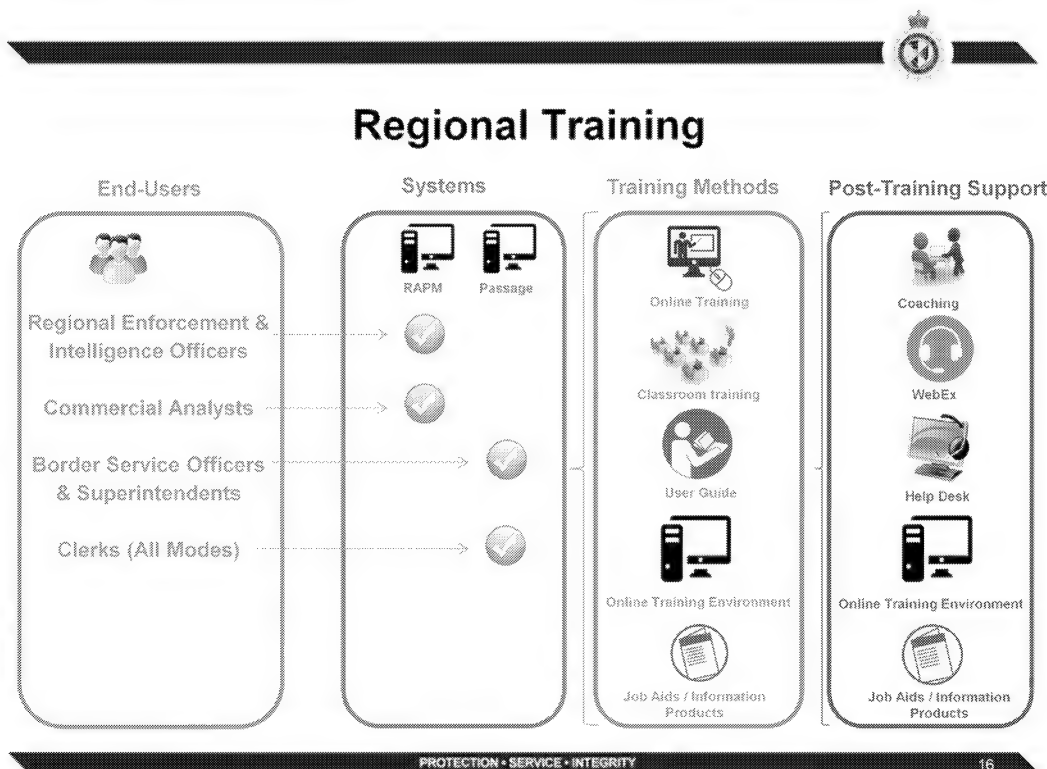 Regional Training
End-Users
Regional Enforcement &
Intelligence Officers
Commercial Analysts
Border Service Officers
& Superintendents
Clerks (All Modes)
Systems
RAPM
Passage
Training Methods
Online Training
Classroom training
User Guide
Online Training Environment
Job Aids / Information
Products
Post-Training Support
Coaching
WebEx
Help Desk
Online Training Environment
Job Aids / Information
Products
PROTECTION • SERVICE • INTEGRITY
16